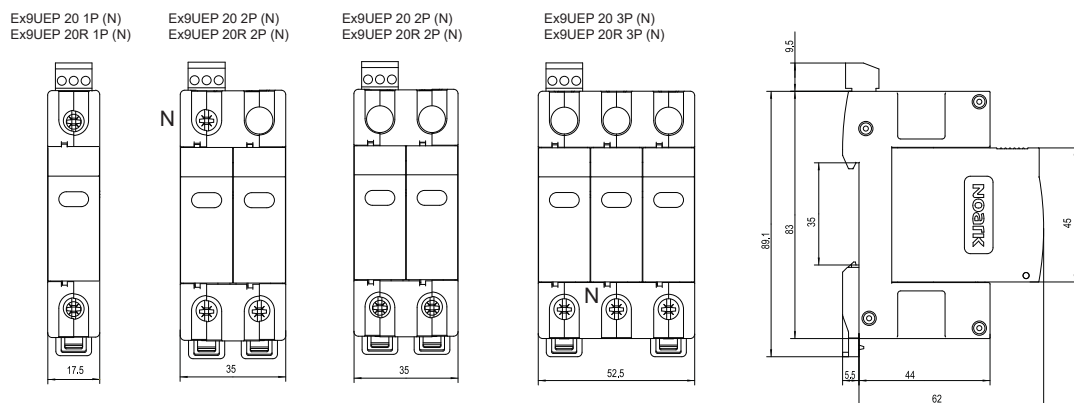 Ex9UEP 20 1P (N)
Ex9UEP 20R 1P (N)
Ex9UEP 20 2P (N)
Ex9UEP 20R 2P (N)
Ex9UEP 20 2P (N)
Ex9UEP 20R 2P (N)
Ex9UEP 20 3P (N)
Ex9UEP 20R 3P (N)
9,5
N
N
Noark
89,1
83
35
45
17,5
35
35
52,5
5,5
44
62